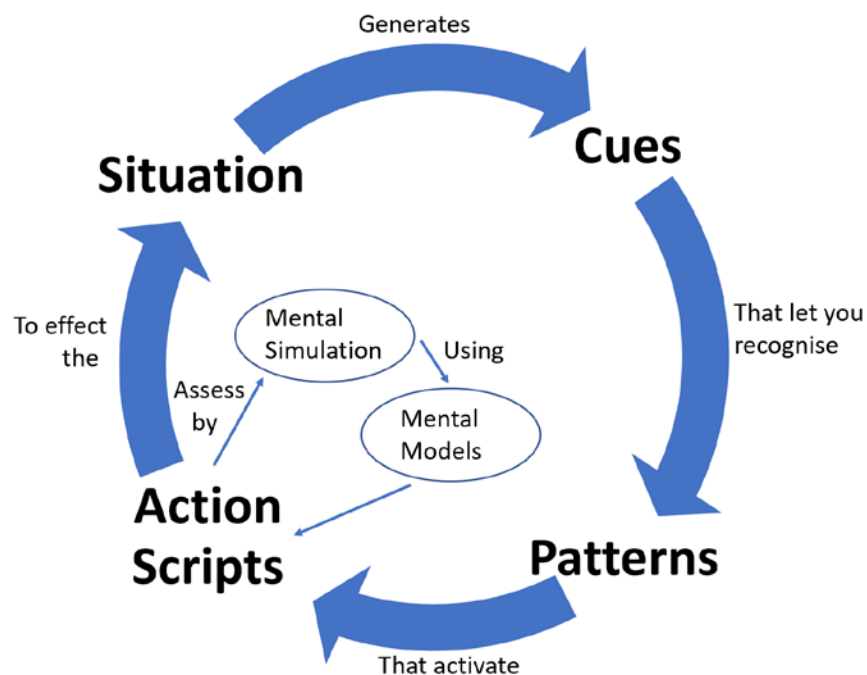 Generates
Cues
Situation
Mental
Simulation
That let you
recognise
To effect
the
Using
Assess
by
Mental
Models
Action
Scripts
Patterns
That activate